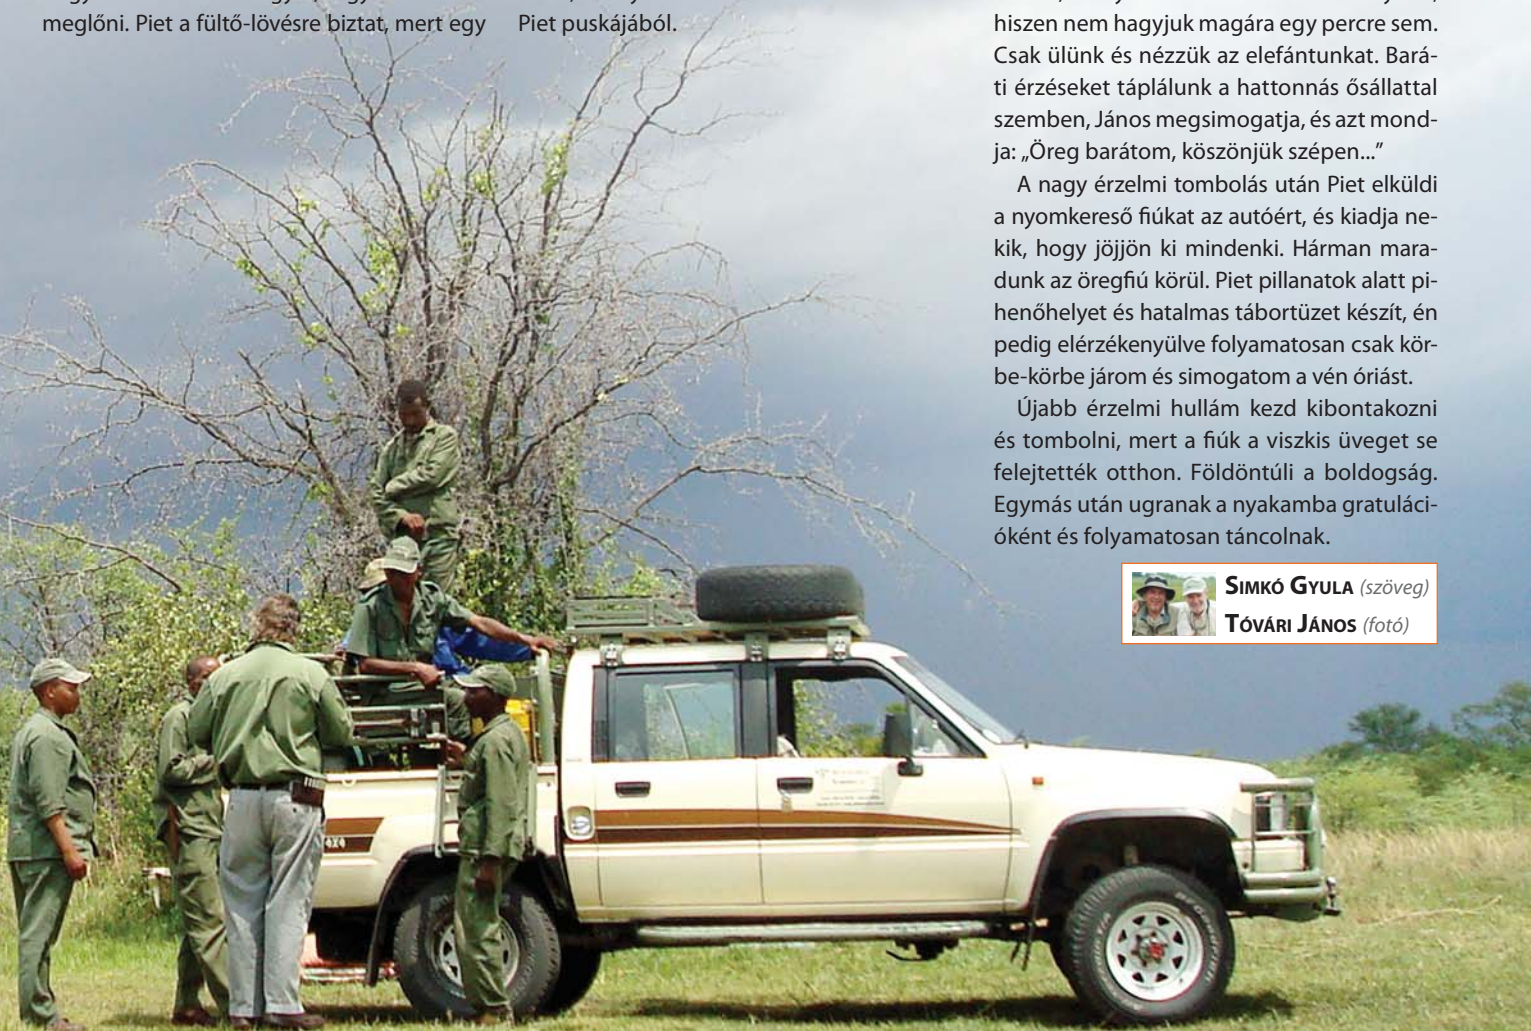 meglőni. Piet a fültő-lövésre biztat, mert egy
Piet puskájából.
hiszen nem hagyjuk magára egy percre sem.
Csak ülünk és nézzük az elefántunkat. Bará-
ti érzéseket táplálunk a hattonnás ősállattal
szemben, János megsimogatja, és azt mond-
ja: „Öreg barátom, köszönjük szépen...”
A nagy érzelmi tombolás után Piet elküldi
a nyomkereső fiúkat az autóért, és kiadja ne-
kik, hogy jöjjön ki mindenki. Hárman mara-
dunk az öregfiú körül. Piet pillanatok alatt pi-
henőhelyet és hatalmas tábortüzet készít, én
pedig elérzékenyülve folyamatosan csak kör-
be-körbe járom és simogatom a vén óriást.
Újabb érzelmi hullám kezd kibontakozni
és tombolni, mert a fiúk a viszkis üveget se
felejtették otthon. Földöntúli a boldogság.
Egymás után ugranak a nyakamba gratuláci-
óként és folyamatosan táncolnak.
SIMKÓ GYULA (szöveg)
TÓVÁRI JÁNOS (fotó)
4x4